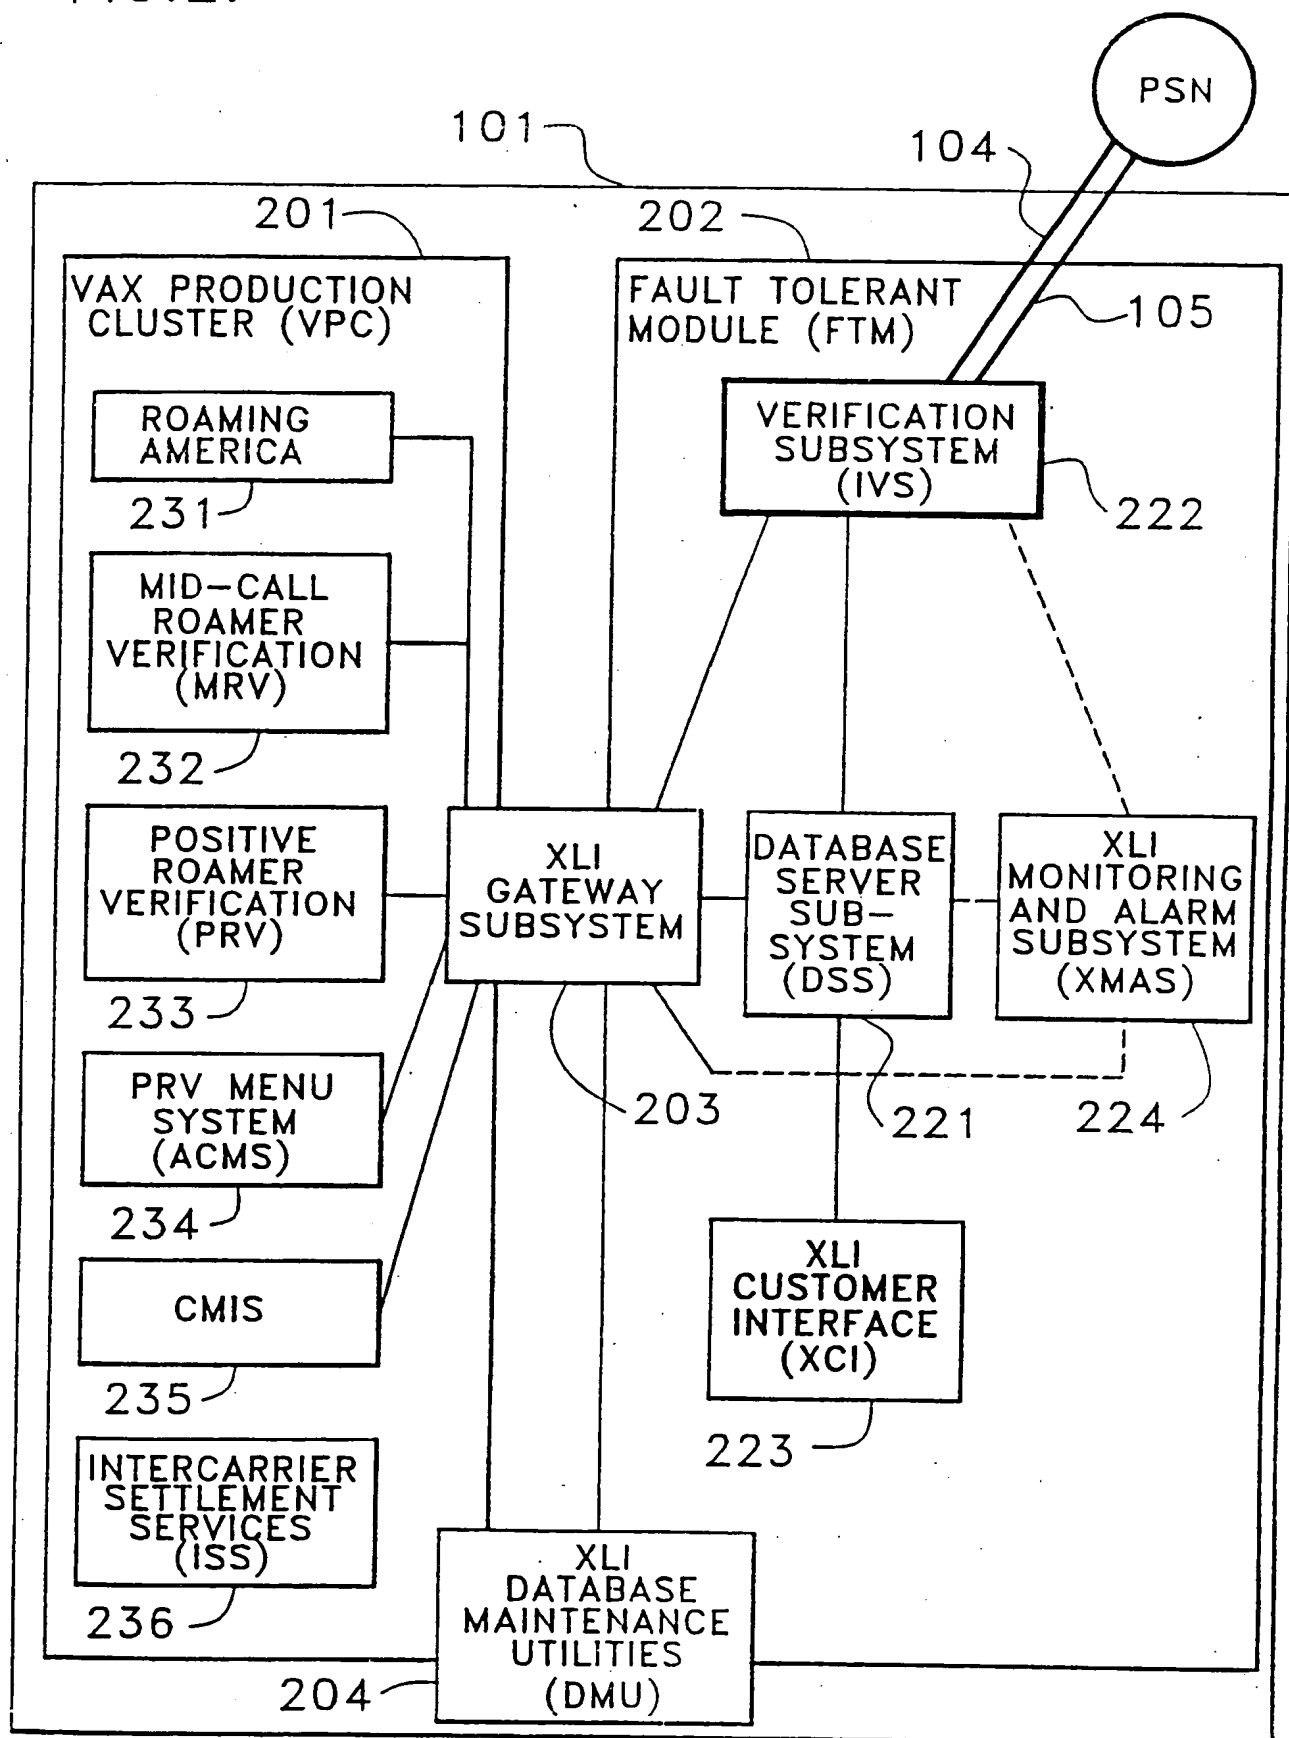 PSN
101
104
201
202
VAX PRODUCTION
CLUSTER (VPC)
FAULT TOLERANT
MODULE (FTM)
105
ROAMING
AMERICA
231
VERIFICATION
SUBSYSTEM
(IVS)
222
MID-CALL
ROAMER
VERIFICATION
(MRV)
232
POSITIVE
ROAMER
VERIFICATION
(PRV)
233
XLI
GATEWAY
SUBSYSTEM
203
DATABASE
SERVER
SUB-
SYSTEM
(DSS)
221
XLI
MONITORING
AND ALARM
SUBSYSTEM
(XMAS)
224
PRV MENU
SYSTEM
(ACMS)
234
CMIS
235
XLI
CUSTOMER
INTERFACE
(XCI)
223
INTERCARRIER
SETTLEMENT
SERVICES
(ISS)
236
XLI
DATABASE
MAINTENANCE
UTILITIES
(DMU)
204